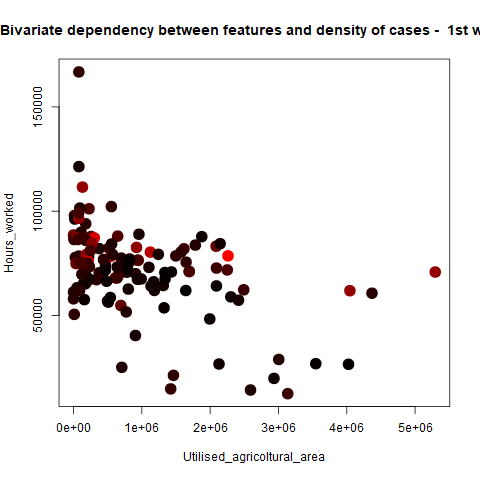 Bivariate dependency between features and density of cases - 1st w
Hours_worked
150000
100000
50000
0e+00 1e+06 2e+06 3e+06 4e+06 5e+06
Utilised_agricoltural_area